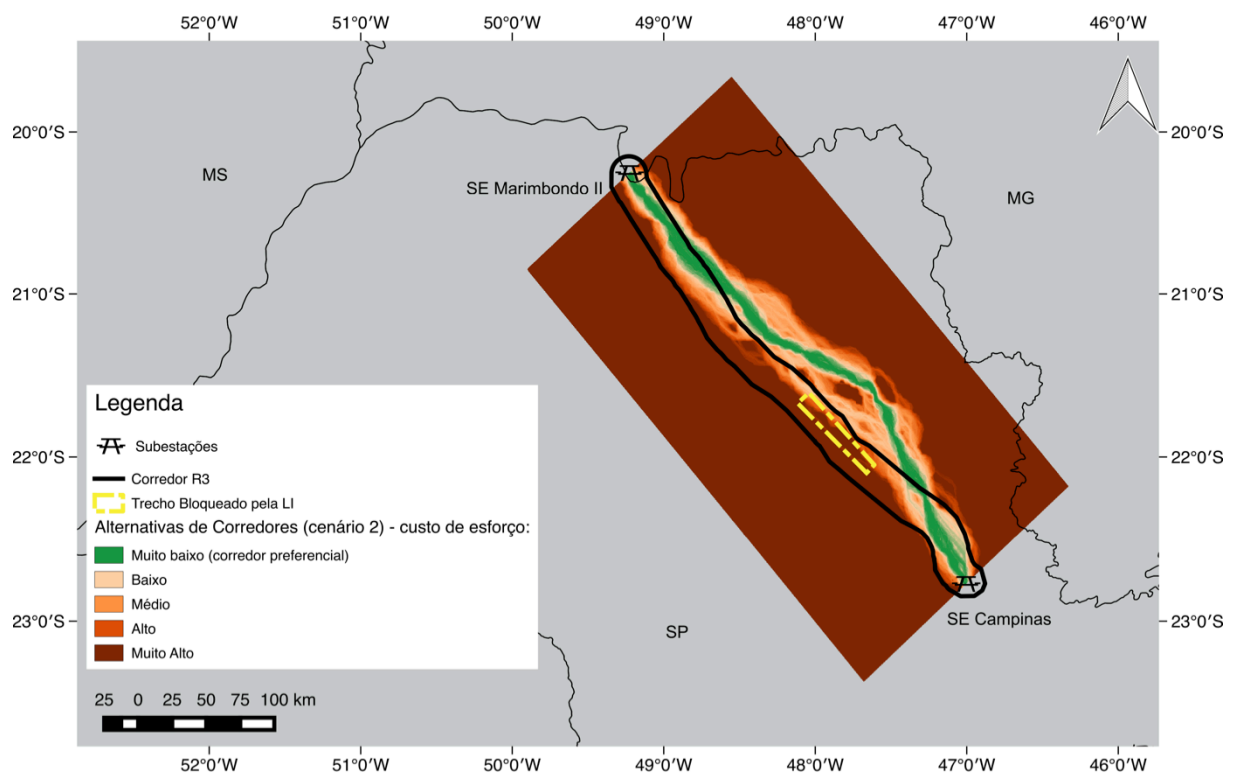 52°0′W 51°0′W 50°0′W 49°0′W 48°0′W 47°0′W 46°0′W
20°0′S 20°0′S
MS
SE Marimbondo II
MG
21°0′S 21°0′S
Legenda
Subestações
Corredor R3
Trecho Bloqueado pela LI
Alternativas de Corredores (cenário 2) - custo de esforço:
Muito baixo (corredor preferencial)
Baixo
Médio
Alto
Muito Alto
22°0′S 22°0′S
23°0′S 23°0′S
SE Campinas
SP
25 0 25 50 75 100 km
52°0′W 51°0′W 50°0′W 49°0′W 48°0′W 47°0′W 46°0′W